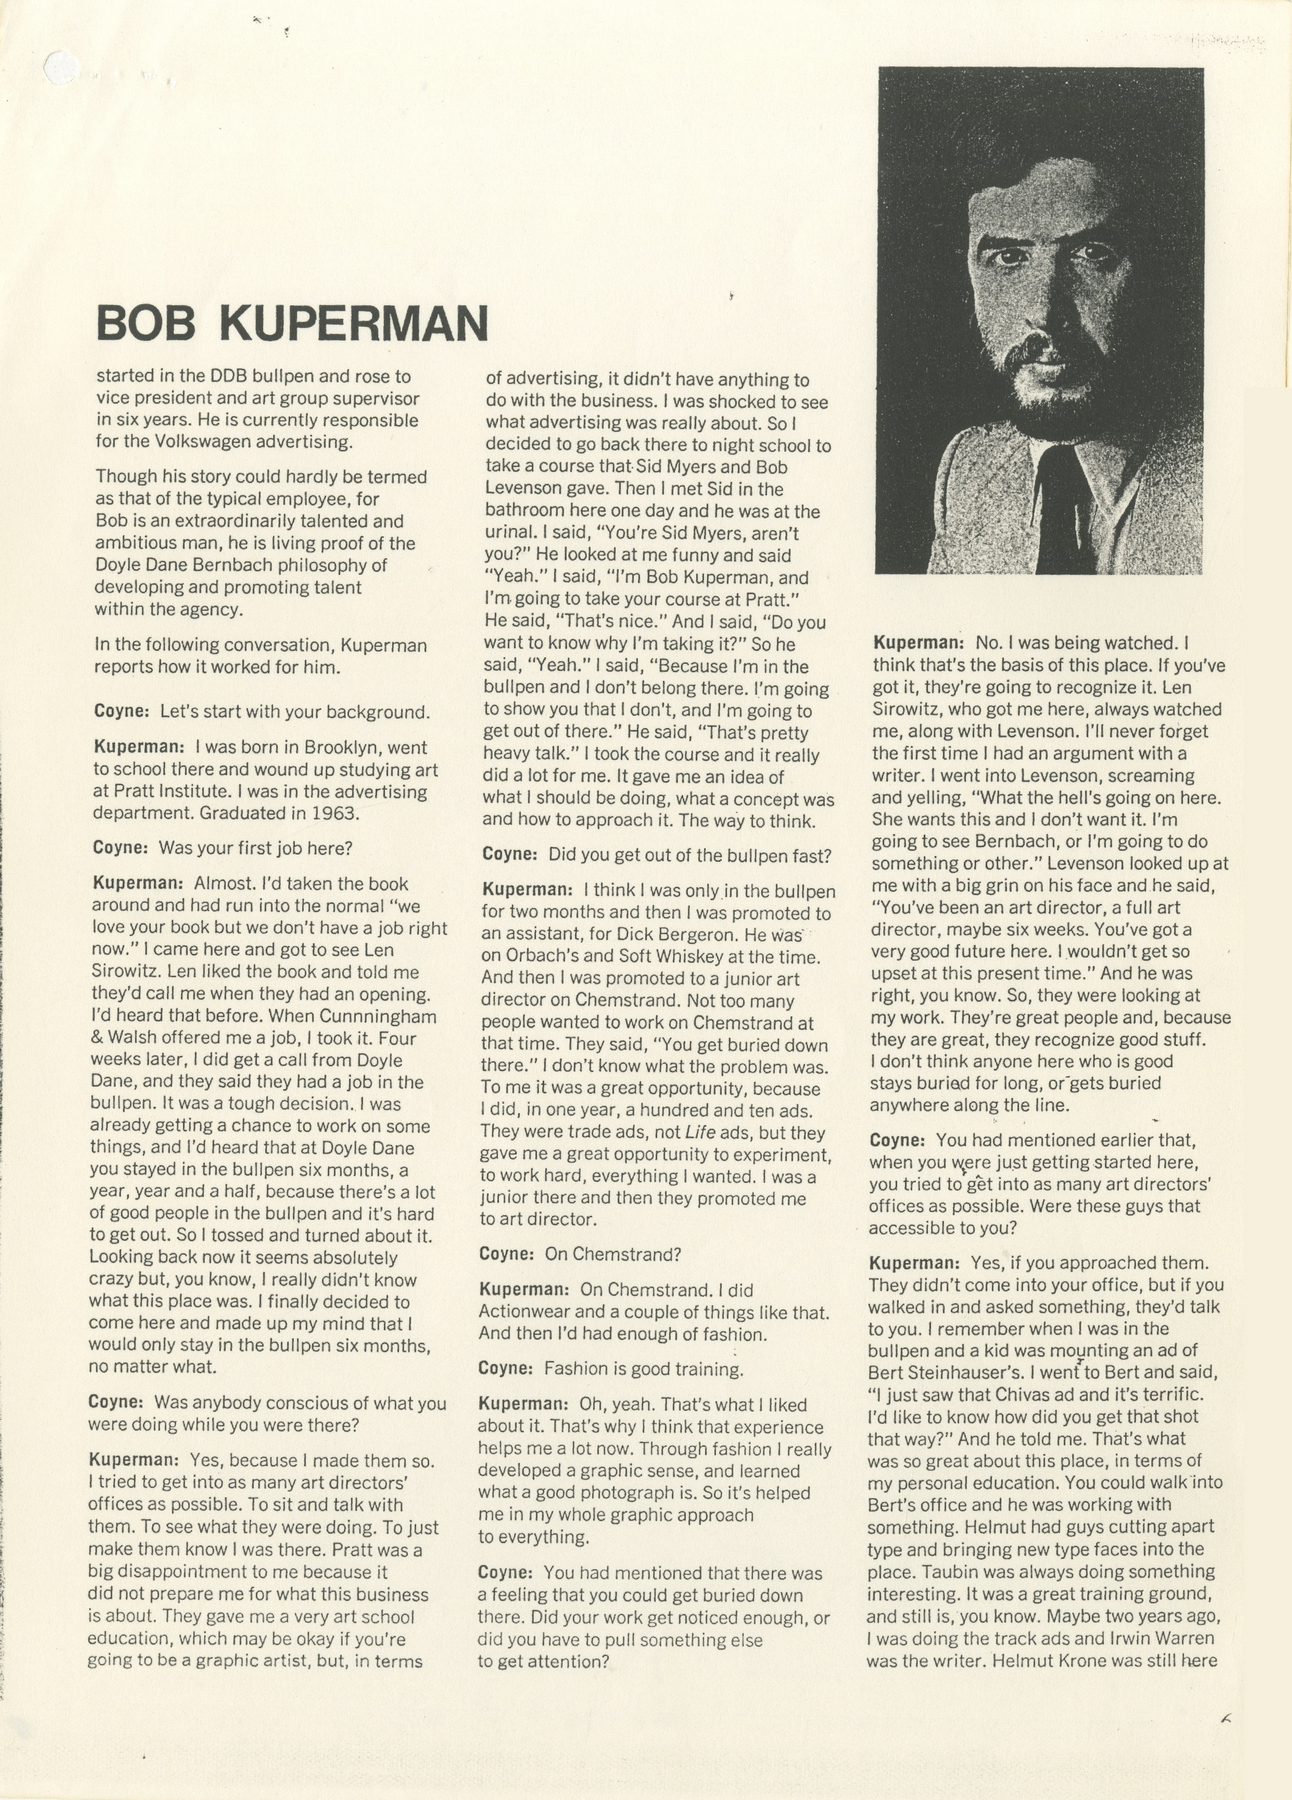 BOB KUPERMAN
started in the DDB bullpen and rose to
vice president and art group supervisor
in six years. He is currently responsible
for the Volkswagen advertising.
Though his story could hardly be termed
as that of the typical employee, for
Bob is an extraordinarily talented and
ambitious man, he is living proof of the
Doyle Dane Bernbach philosophy of
developing and promoting talent
within the agency.
In the following conversation, Kuperman
reports how it worked for him.
Coyne: Let's start with your background.
Kuperman: I was born in Brooklyn, went
to school there and wound up studying art
at Pratt Institute. I was in the advertising
department. Graduated in 1963.
Coyne: Was your first job here?
Kuperman: Almost. I'd taken the book
around and had run into the normal “we
love your book but we don't have a job right
now.” I came here and got to see Len
Sirowitz. Len liked the book and told me
they'd call me when they had an opening.
I'd heard that before. When Cunnningham
& Walsh offered me a job, I took it. Four
weeks later, I did get a call from Doyle
Dane, and they said they had a job in the
bullpen. It was a tough decision. I was
already getting a chance to work on some
things, and I'd heard that at Doyle Dane
you stayed in the bullpen six months, a
year, year and a half, because there's a lot
of good people in the bullpen and it's hard
to get out. So I tossed and turned about it.
Looking back now it seems absolutely
crazy but, you know, I really didn't know
what this place was. I finally decided to
come here and made up my mind that I
would only stay in the bullpen six months,
no matter what.
Coyne: Was anybody conscious of what you
were doing while you were there?
Kuperman: Yes, because I made them so.
I tried to get into as many art directors'
offices as possible. To sit and talk with
them. To see what they were doing. To just
make them know I was there. Pratt was a
big disappointment to me because it
did not prepare me for what this business
is about. They gave me a very art school
education, which may be okay if you're
going to be a graphic artist, but, in terms
of advertising, it didn't have anything to
do with the business. I was shocked to see
what advertising was really about. So I
decided to go back there to night school to
take a course that Sid Myers and Bob
Levenson gave. Then I met Sid in the
bathroom here one day and he was at the
urinal. I said, “You're Sid Myers, aren't
you?” He looked at me funny and said
“Yeah.” I said, “I'm Bob Kuperman, and
I'm going to take your course at Pratt.”
He said, “That's nice.” And I said, “Do you
want to know why I'm taking it?” So he
said, “Yeah.” I said, “Because I'm in the
bullpen and I don't belong there. I'm going
to show you that I don't, and I'm going to
get out of there.” He said, “That's pretty
heavy talk.” I took the course and it really
did a lot for me. It gave me an idea of
what I should be doing, what a concept was
and how to approach it. The way to think.
Coyne: Did you get out of the bullpen fast?
Kuperman: I think I was only in the bullpen
for two months and then I was promoted to
an assistant, for Dick Bergeron. He was
on Orbach's and Soft Whiskey at the time.
And then I was promoted to a junior art
director on Chemstrand. Not too many
people wanted to work on Chemstrand at
that time. They said, “You get buried down
there.” I don't know what the problem was.
To me it was a great opportunity, because
I did, in one year, a hundred and ten ads.
They were trade ads, not Life ads, but they
gave me a great opportunity to experiment,
to work hard, everything I wanted. I was a
junior there and then they promoted me
to art director.
Coyne: On Chemstrand?
Kuperman: On Chemstrand. I did
Actionwear and a couple of things like that.
And then I'd had enough of fashion.
Coyne: Fashion is good training.
Kuperman: Oh, yeah. That's what I liked
about it. That's why I think that experience
helps me a lot now. Through fashion I really
developed a graphic sense, and learned
what a good photograph is. So it's helped
me in my whole graphic approach
to everything.
Coyne: You had mentioned that there was
a feeling that you could get buried down
there. Did your work get noticed enough, or
did you have to pull something else
to get attention?
Kuperman: No. I was being watched. I
think that's the basis of this place. If you've
got it, they're going to recognize it. Len
Sirowitz, who got me here, always watched
me, along with Levenson. I'll never forget
the first time I had an argument with a
writer. I went into Levenson, screaming
and yelling, “What the hell's going on here.
She wants this and I don't want it. I'm
going to see Bernbach, or I'm going to do
something or other.” Levenson looked up at
me with a big grin on his face and he said,
“You've been an art director, a full art
director, maybe six weeks. You've got a
very good future here. I wouldn't get so
upset at this present time.” And he was
right, you know. So, they were looking at
my work. They're great people and, because
they are great, they recognize good stuff.
I don't think anyone here who is good
stays buried for long, or gets buried
anywhere along the line.
Coyne: You had mentioned earlier that,
when you were just getting started here,
you tried to get into as many art directors'
offices as possible. Were these guys that
accessible to you?
Kuperman: Yes, if you approached them.
They didn't come into your office, but if you
walked in and asked something, they'd talk
to you. I remember when I was in the
bullpen and a kid was mounting an ad of
Bert Steinhauser's. I went to Bert and said,
“I just saw that Chivas ad and it's terrific.
I'd like to know how did you get that shot
that way?” And he told me. That's what
was so great about this place, in terms of
my personal education. You could walk into
Bert's office and he was working with
something. Helmut had guys cutting apart
type and bringing new type faces into the
place. Taubin was always doing something
interesting. It was a great training ground,
and still is, you know. Maybe two years ago,
I was doing the track ads and Irwin Warren
was the writer. Helmut Krone was still here